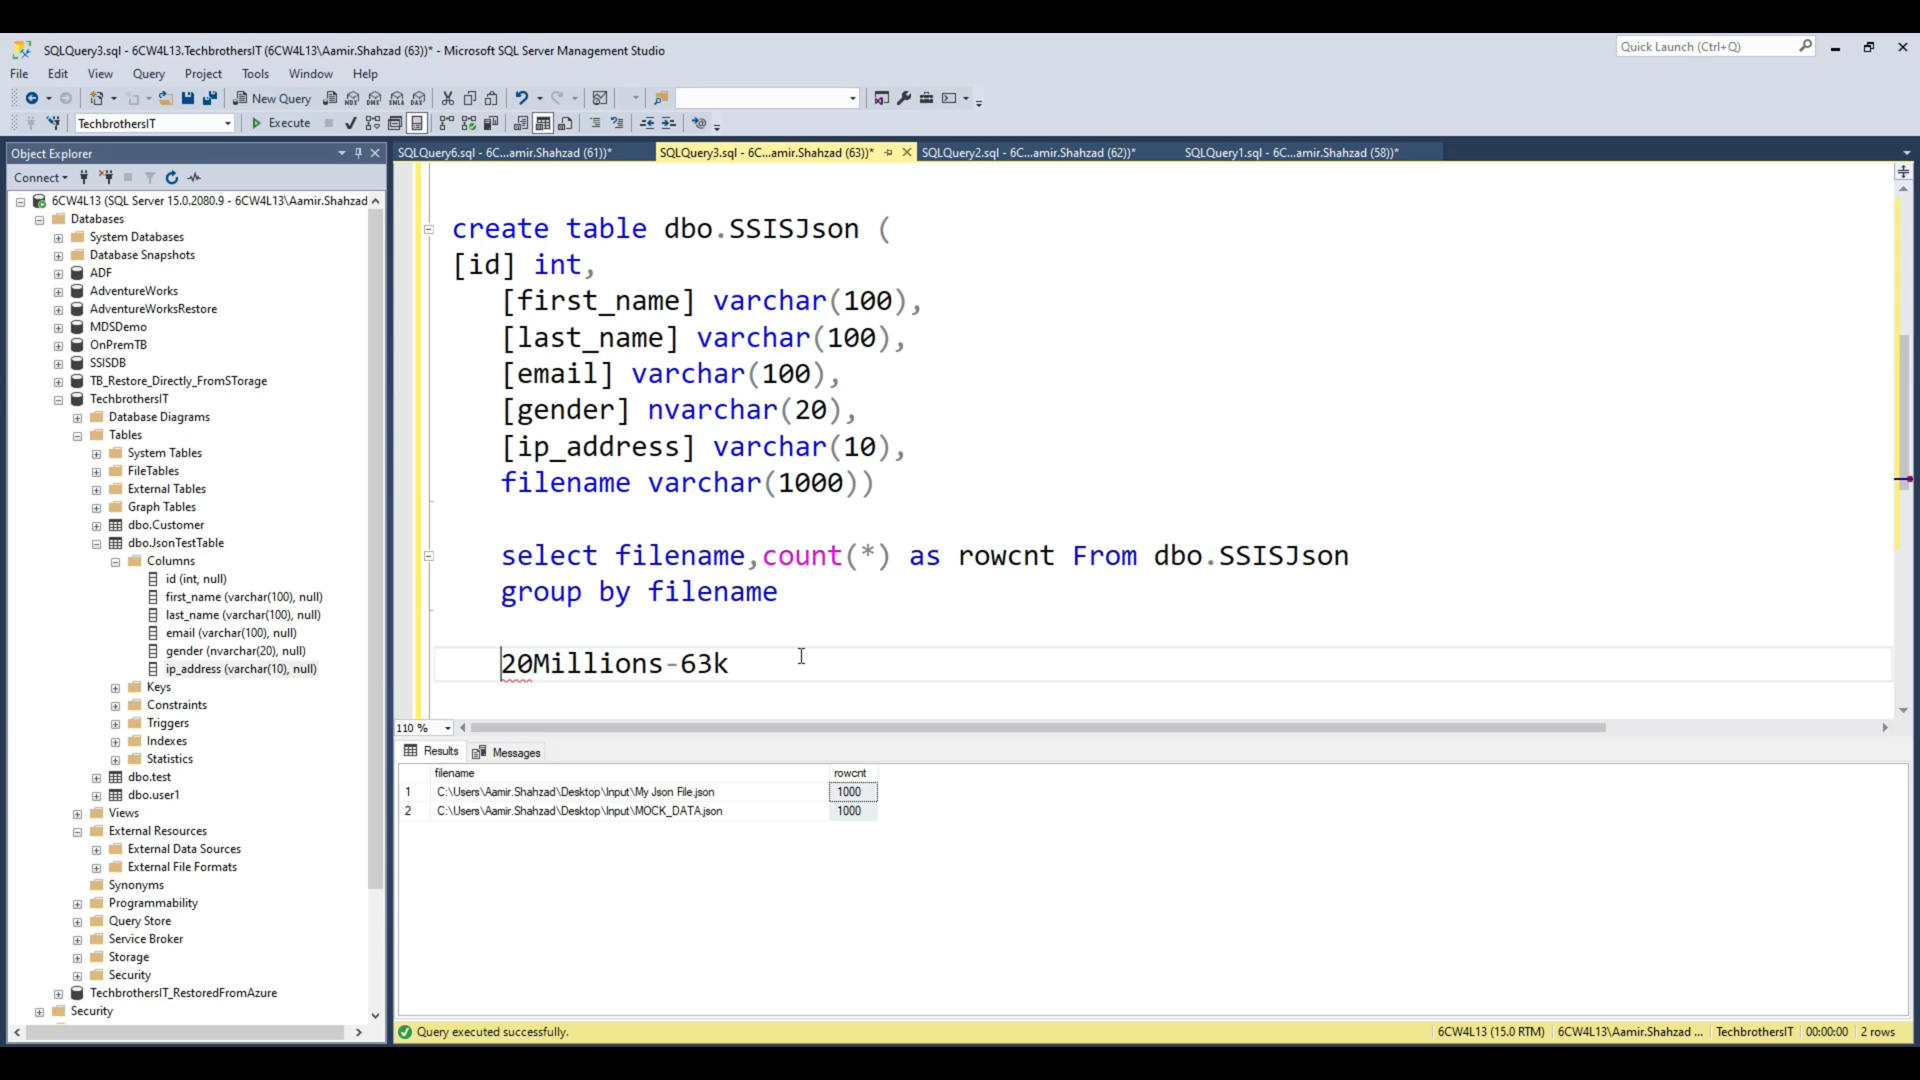 SQLQuery3.sql - 6CW4L13.TechbrothersIT (6CW4L13\Aamir.Shahzad (63))* - Microsoft SQL Server Management Studio
Quick Launch (Ctrl+Q)
File Edit View Query Project Tools Window Help
New Query
TechbrothersIT
Execute
Object Explorer
SQLQuery6.sql - 6C...amir.Shahzad (61))*
SQLQuery3.sql - 6C...amir.Shahzad (63))*
SQLQuery2.sql - 6C...amir.Shahzad (62))*
SQLQuery1.sql - 6C...amir.Shahzad (58))*
Connect
6CW4L13 (SQL Server 15.0.2080.9 - 6CW4L13\Aamir.Shahzad
Databases
System Databases
Database Snapshots
ADF
AdventureWorks
AdventureWorksRestore
MDSDemo
OnPremTB
SSISDB
TB_Restore_Directly_FromSTorage
TechbrothersIT
Database Diagrams
Tables
System Tables
FileTables
External Tables
Graph Tables
dbo.Customer
dbo.JsonTestTable
Columns
id (int, null)
first_name (varchar(100), null)
last_name (varchar(100), null)
email (varchar(100), null)
gender (nvarchar(20), null)
ip_address (varchar(10), null)
Keys
Constraints
Triggers
Indexes
Statistics
dbo.test
dbo.user1
Views
External Resources
External Data Sources
External File Formats
Synonyms
Programmability
Query Store
Service Broker
Storage
Security
TechbrothersIT_RestoredFromAzure
Security
create table dbo.SSISJson (
[id] int,
[first_name] varchar(100),
[last_name] varchar(100),
[email] varchar(100),
[gender] nvarchar(20),
[ip_address] varchar(10),
filename varchar(1000))
select filename,count(*) as rowcnt From dbo.SSISJson
group by filename
20Millions-63k
110 %
Results Messages
filename rowcnt
1 C:\Users\Aamir.Shahzad\Desktop\Input\My Json File.json 1000
2 C:\Users\Aamir.Shahzad\Desktop\Input\MOCK_DATA.json 1000
Query executed successfully.
6CW4L13 (15.0 RTM) 6CW4L13\Aamir.Shahzad ... TechbrothersIT 00:00:00 2 rows